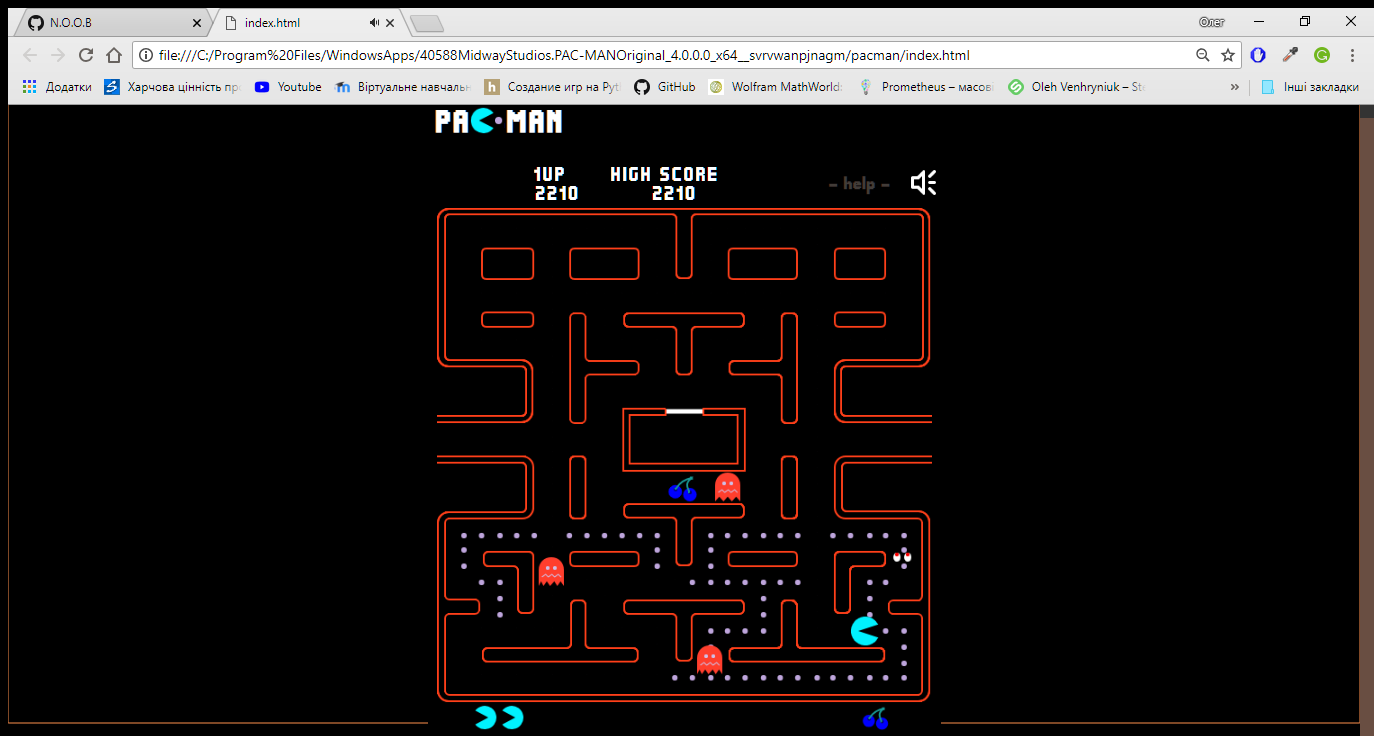 N.O.O.B
index.html
Олег
file:///C:/Program%20Files/WindowsApps/40588MidwayStudios.PAC-MANOriginal_4.0.0.0_x64__svrvwanpjnagm/pacman/index.html
Додатки Харчова цінність про Youtube Віртуальне навчальн Создание игр на Pyt GitHub Wolfram MathWorld: Prometheus – масові Oleh Venhryniuk – Ste » Інші закладки
PAC-MAN
1UP HIGH SCORE
2210 2210
- help -